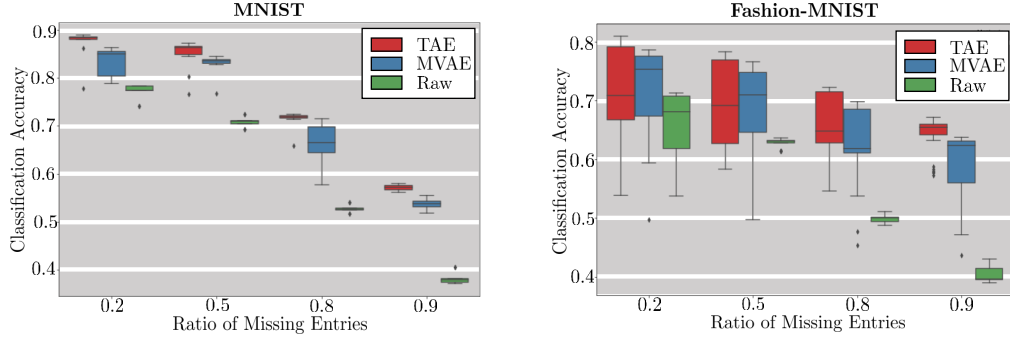 MNIST
0.9
0.8
0.7
0.6
0.5
0.4
Classification Accuracy
TAE
MVAE
Raw
0.2 0.5 0.8 0.9
Ratio of Missing Entries
Fashion-MNIST
0.8
0.7
0.6
0.5
0.4
Classification Accuracy
TAE
MVAE
Raw
0.2 0.5 0.8 0.9
Ratio of Missing Entries